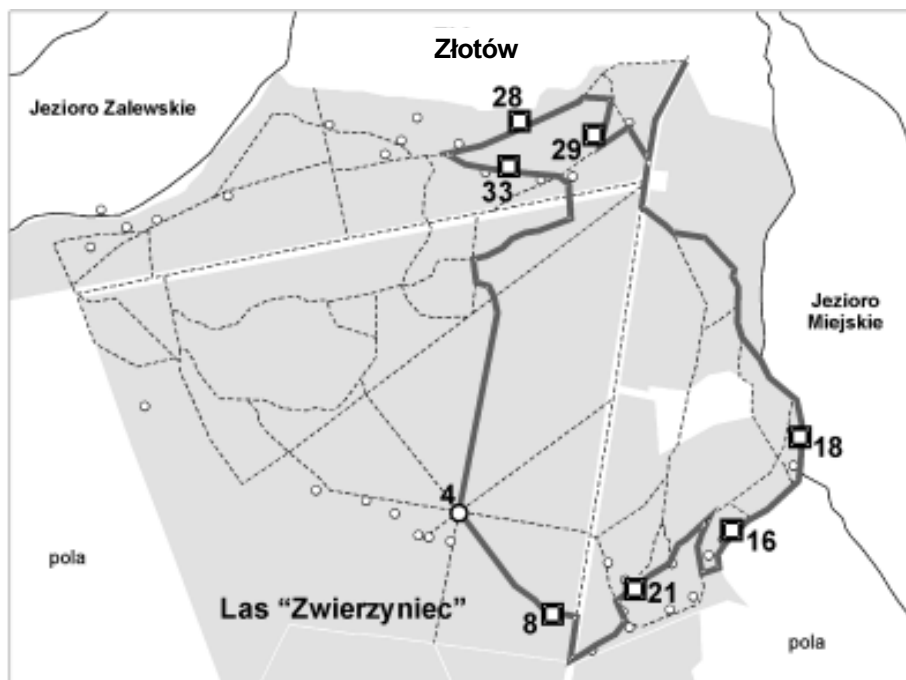 Złotów
Jezioro Zalewskie
28
29
33
Jezioro
Miejskie
18
4
16
pola
21
Las “Zwierzyniec”
8
pola